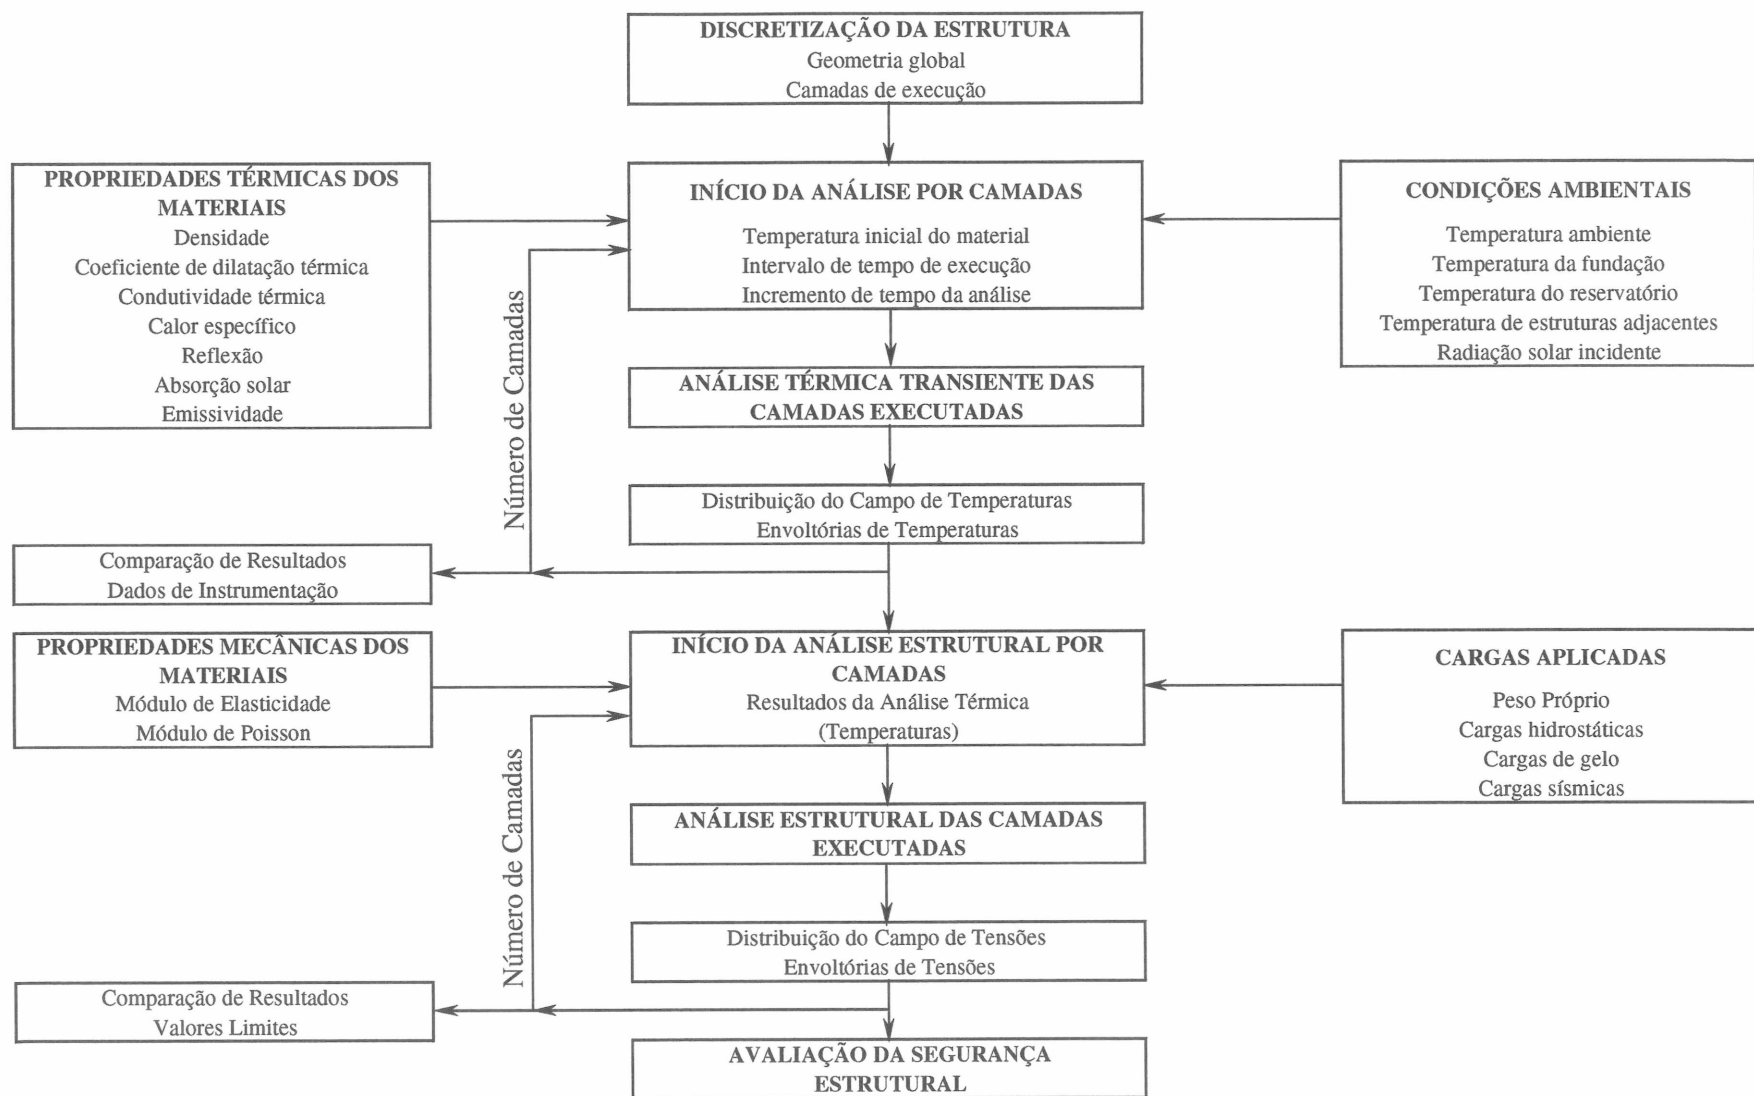 DISCRETIZAÇÃO DA ESTRUTURA
Geometria global
Camadas de execução
PROPRIEDADES TÉRMICAS DOS
MATERIAIS
Densidade
Coeficiente de dilatação térmica
Condutividade térmica
Calor específico
Reflexão
Absorção solar
Emissividade
INÍCIO DA ANÁLISE POR CAMADAS
Temperatura inicial do material
Intervalo de tempo de execução
Incremento de tempo da análise
CONDIÇÕES AMBIENTAIS
Temperatura ambiente
Temperatura da fundação
Temperatura do reservatório
Temperatura de estruturas adjacentes
Radiação solar incidente
Número de Camadas
ANÁLISE TÉRMICA TRANSIENTE DAS
CAMADAS EXECUTADAS
Distribuição do Campo de Temperaturas
Envoltórias de Temperaturas
Comparação de Resultados
Dados de Instrumentação
PROPRIEDADES MECÂNICAS DOS
MATERIAIS
Módulo de Elasticidade
Módulo de Poisson
INÍCIO DA ANÁLISE ESTRUTURAL POR
CAMADAS
Resultados da Análise Térmica
(Temperaturas)
CARGAS APLICADAS
Peso Próprio
Cargas hidrostáticas
Cargas de gelo
Cargas sísmicas
Número de Camadas
ANÁLISE ESTRUTURAL DAS CAMADAS
EXECUTADAS
Distribuição do Campo de Tensões
Envoltórias de Tensões
Comparação de Resultados
Valores Limites
AVALIAÇÃO DA SEGURANÇA
ESTRUTURAL